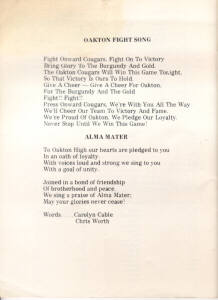 OAKTON FIGHT SONG
Fight Onward Cougars, Fight On To Victory
Bring Glory To The Burgundy And Gold.
The Oakton Cougars Will Win This Game Tonight,
So That Victory Is Ours To Hold.
Give A Cheer — Give A Cheer For Oakton,
For The Burgundy And The Gold
Fight!! Fight!!
Press Onward Cougars, We're With You All The Way
We'll Cheer Our Team To Victory And Fame.
We're Proud Of Oakton, We Pledge Our Loyalty.
Never Stop Until We Win This Game!
ALMA MATER
To Oakton High our hearts are pledged to you
In an oath of loyalty
With voices loud and strong we sing to you
With a goal of unity.
Joined in a bond of friendship
Of brotherhood and peace.
We sing a praise of Alma Mater;
May your glories never cease!
Words . . . . Carolyn Cable
Chris Worth